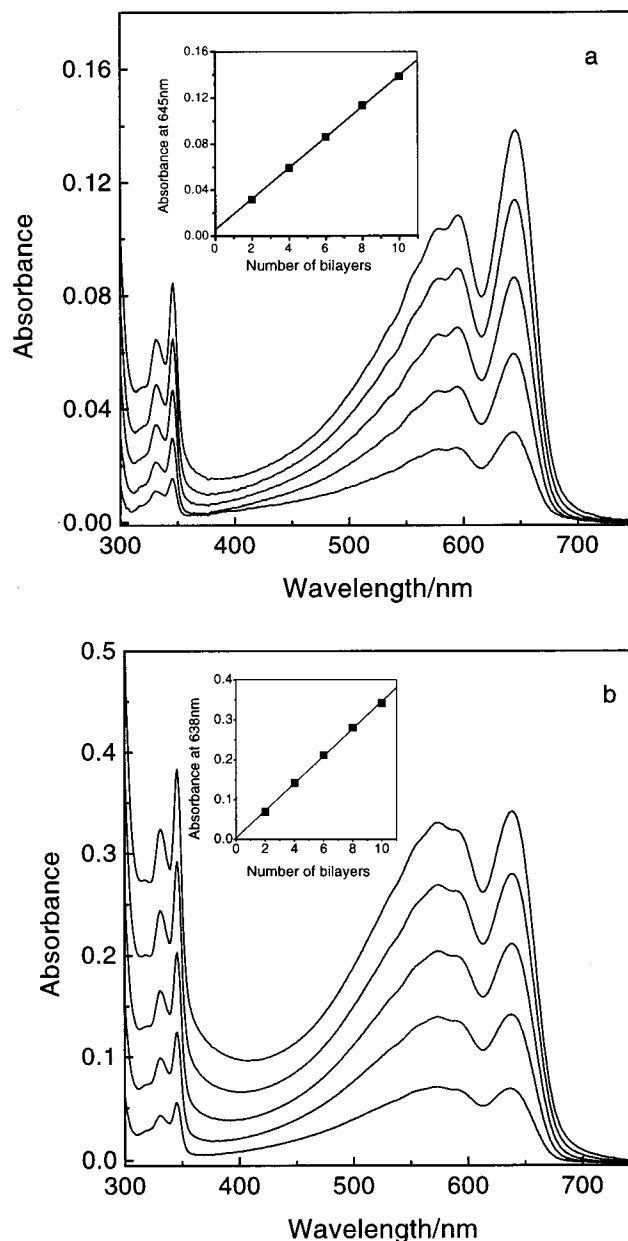 a
0.16
0.12
0.08
0.04
0.00
Absorbance
300 400 500 600 700
Wavelength/nm
0.16
0.12
0.08
0.04
0.00
Absorbance at 645nm
0 2 4 6 8 10
Number of bilayers
b
0.5
0.4
0.3
0.2
0.1
0.0
Absorbance
300 400 500 600 700
Wavelength/nm
0.4
0.3
0.2
0.1
0.0
Absorbance at 638nm
0 2 4 6 8 10
Number of bilayers